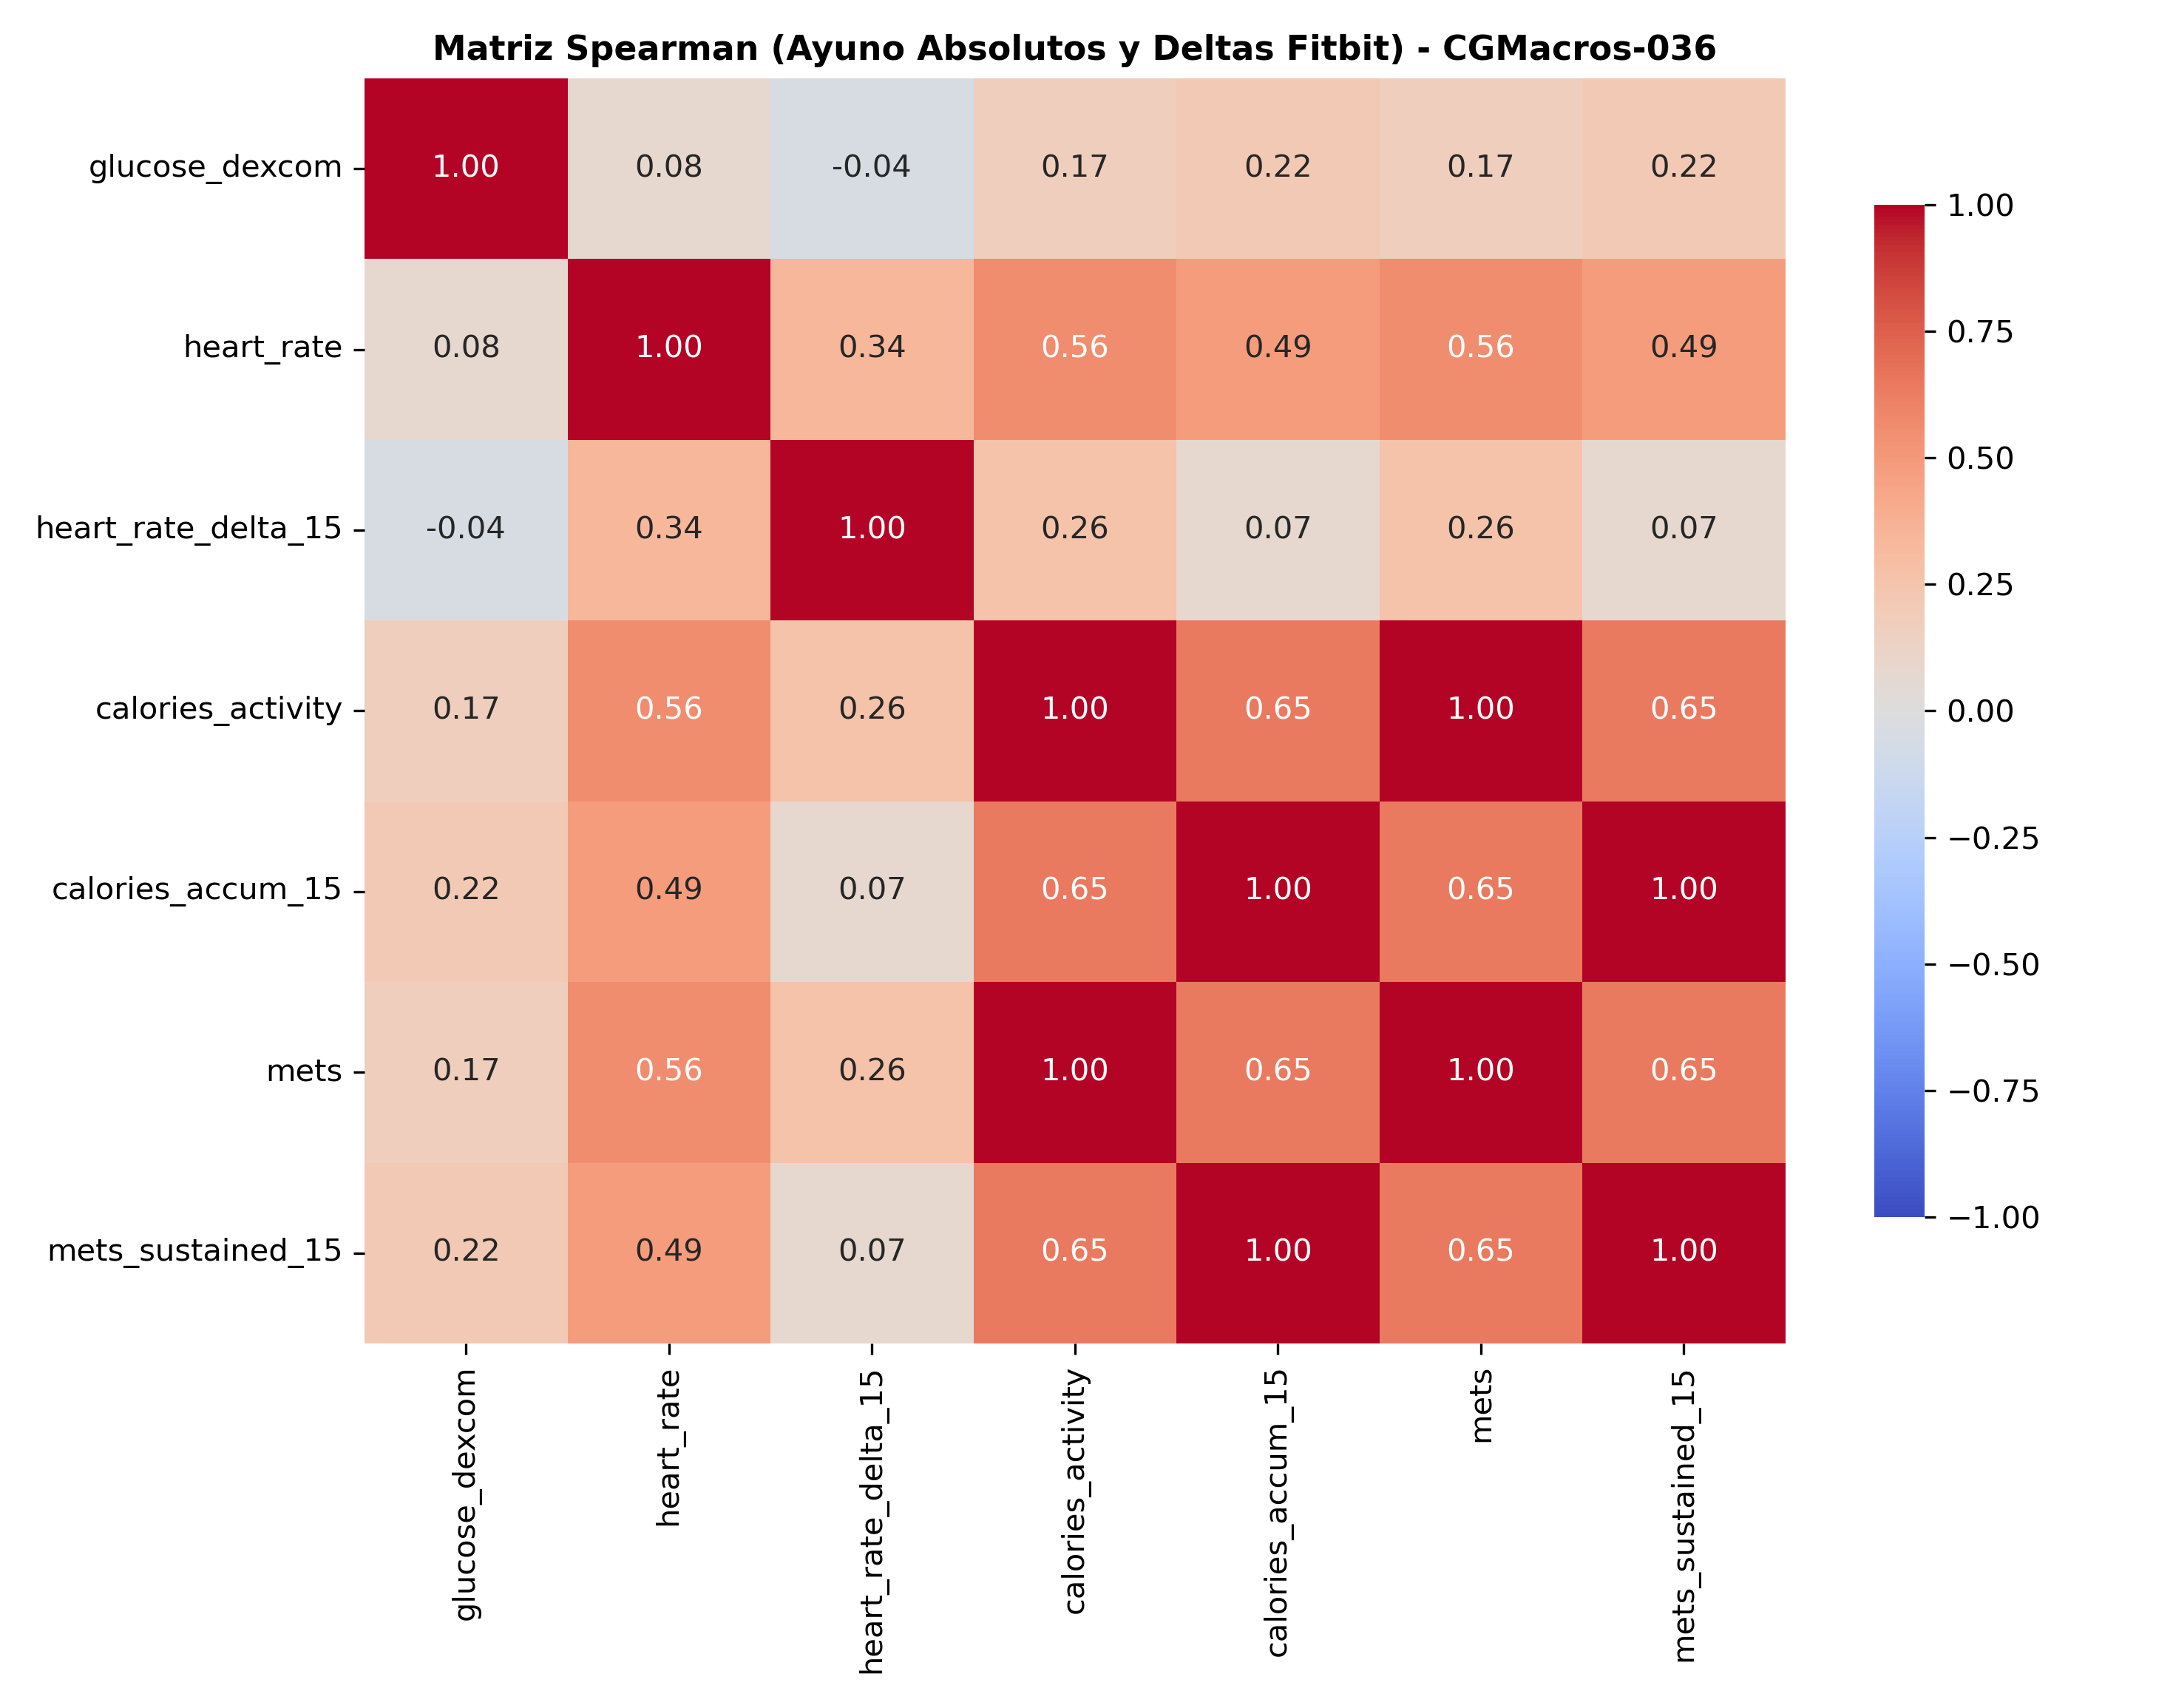 Matriz Spearman (Ayuno Absolutos y Deltas Fitbit) - CGMacros-036
glucose_dexcom 1.00 0.08 -0.04 0.17 0.22 0.17 0.22
heart_rate 0.08 1.00 0.34 0.56 0.49 0.56 0.49
heart_rate_delta_15 -0.04 0.34 1.00 0.26 0.07 0.26 0.07
calories_activity 0.17 0.56 0.26 1.00 0.65 1.00 0.65
calories_accum_15 0.22 0.49 0.07 0.65 1.00 0.65 1.00
mets 0.17 0.56 0.26 1.00 0.65 1.00 0.65
mets_sustained_15 0.22 0.49 0.07 0.65 1.00 0.65 1.00
glucose_dexcom
heart_rate
heart_rate_delta_15
calories_activity
calories_accum_15
mets
mets_sustained_15
1.00
0.75
0.50
0.25
0.00
−0.25
−0.50
−0.75
−1.00